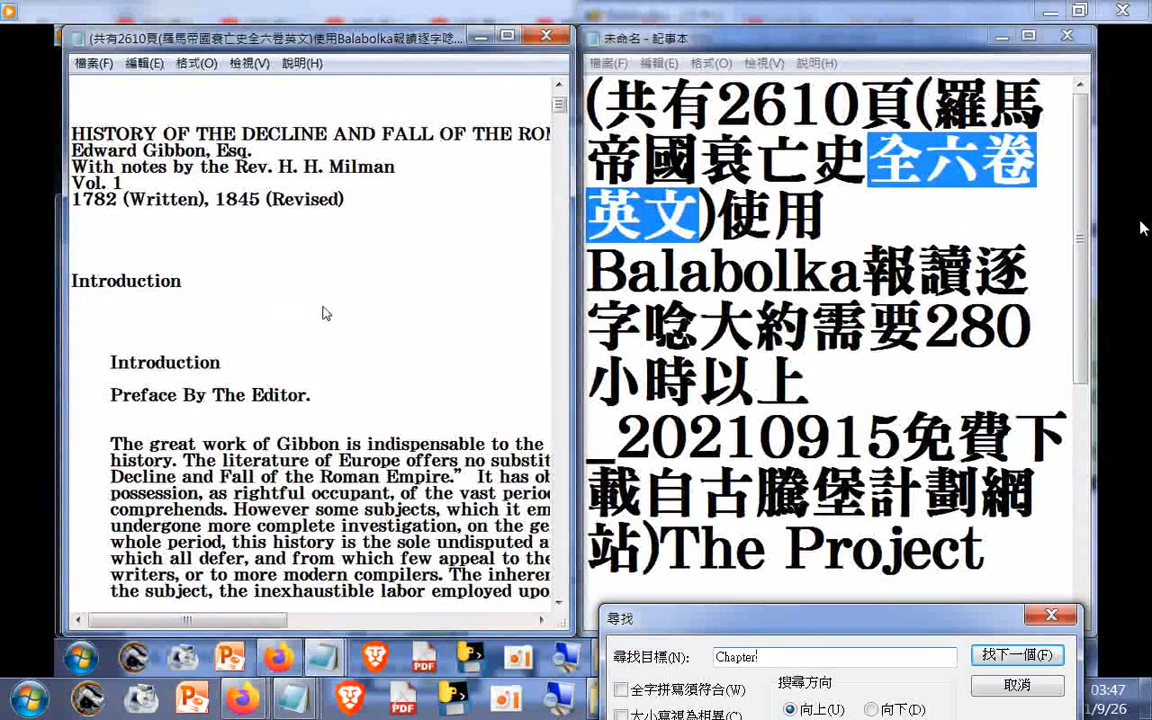 (共有2610頁(羅馬帝國衰亡史全六卷英文)使用Balabolka報讀逐字唸...
檔案(F) 編輯(E) 格式(O) 檢視(V) 說明(H)
HISTORY OF THE DECLINE AND FALL OF THE ROM
Edward Gibbon, Esq.
With notes by the Rev. H. H. Milman
Vol. 1
1782 (Written), 1845 (Revised)
Introduction
Introduction
Preface By The Editor.
The great work of Gibbon is indispensable to the
history. The literature of Europe offers no substit
Decline and Fall of the Roman Empire.” It has ob
possession, as rightful occupant, of the vast perio
comprehends. However some subjects, which it em
undergone more complete investigation, on the ge
whole period, this history is the sole undisputed a
which all defer, and from which few appeal to the
writers, or to more modern compilers. The inheren
the subject, the inexhaustible labor employed upo
未命名 - 記事本
檔案(F) 編輯(E) 格式(O) 檢視(V) 說明(H)
(共有2610頁(羅馬
帝國衰亡史全六卷
英文)使用
Balabolka報讀逐
字唸大約需要280
小時以上
_20210915免費下
載自古騰堡計劃網
站)The Project
尋找
尋找目標(N): Chapter
找下一個(F)
全字拼寫須符合(W)
搜尋方向
取消
大小寫視為相異(C)
向上(U) 向下(D)
PDF
PDF
03:47
1/9/26